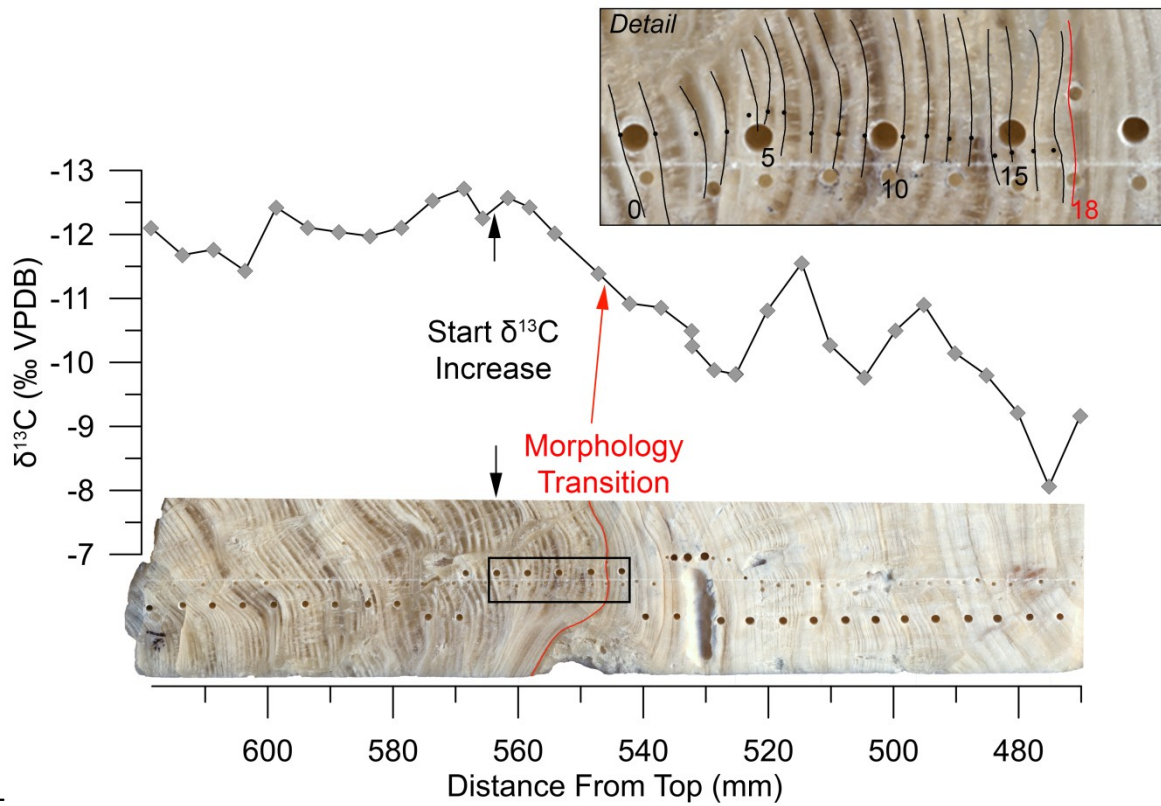 Detail
0
5
10
15
18
-13
-12
-11
-10
-9
-8
-7
δ¹³C (‰ VPDB)
Start δ¹³C
Increase
Morphology
Transition
600
580
560
540
520
500
480
Distance From Top (mm)